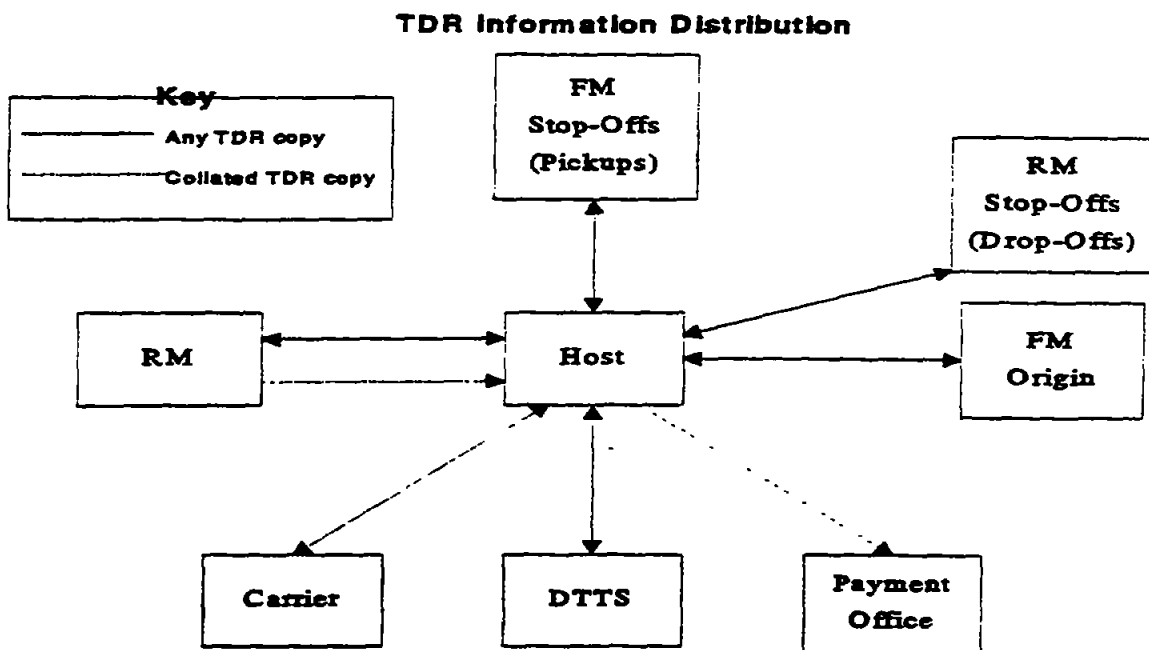 TDR Information Distribution
Key
Any TDR copy
Collated TDR copy
FM
Stop-Offs
(Pickups)
RM
Stop-Offs
(Drop-Offs)
RM
Host
FM
Origin
Carrier
DTTS
Payment
Office